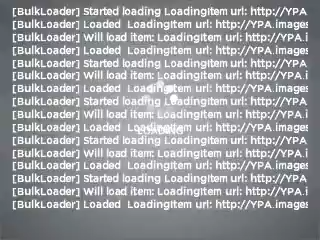 [BulkLoader] Started loading LoadingItem url: http://YPA
[BulkLoader] Loaded LoadingItem url: http://YPA.images
[BulkLoader] Will load item: LoadingItem url: http://YPA.i
[BulkLoader] Loaded LoadingItem url: http://YPA.images
[BulkLoader] Started loading LoadingItem url: http://YPA
[BulkLoader] Will load item: LoadingItem url: http://YPA.i
[BulkLoader] Loaded LoadingItem url: http://YPA.images
[BulkLoader] Started loading LoadingItem url: http://YPA
[BulkLoader] Will load item: LoadingItem url: http://YPA.i
[BulkLoader] Loaded LoadingItem url: http://YPA.images
LOADING
[BulkLoader] Started loading LoadingItem url: http://YPA
[BulkLoader] Will load item: LoadingItem url: http://YPA.i
[BulkLoader] Loaded LoadingItem url: http://YPA.images
[BulkLoader] Started loading LoadingItem url: http://YPA
[BulkLoader] Will load item: LoadingItem url: http://YPA.i
[BulkLoader] Loaded LoadingItem url: http://YPA.images